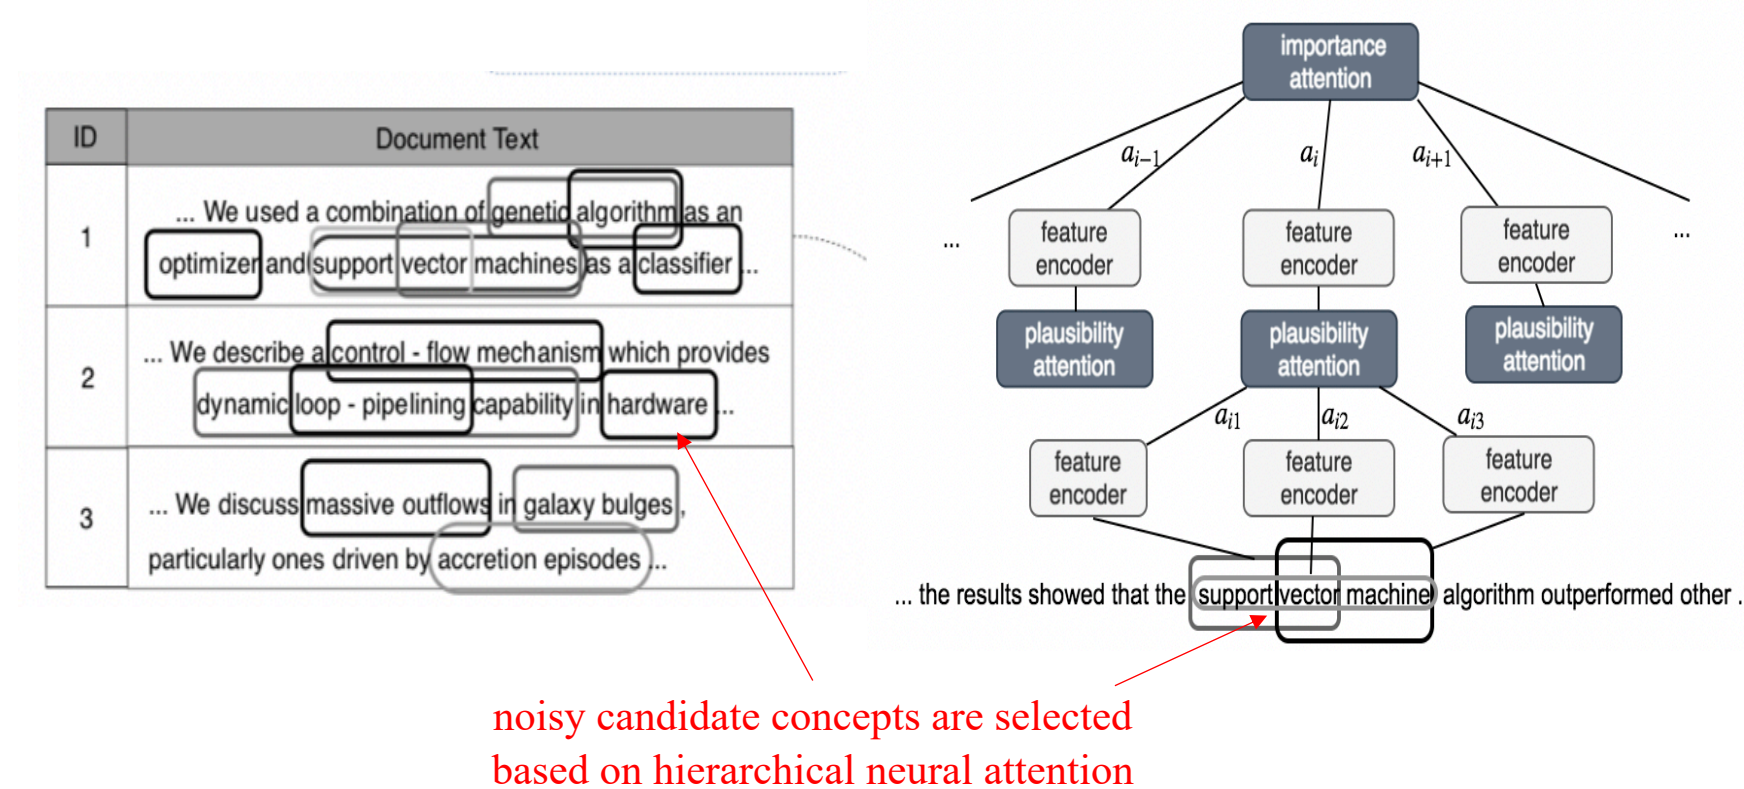 ID
Document Text
1
... We used a combination of genetic algorithm as an
optimizer and support vector machines as a classifier ...
2
... We describe a control - flow mechanism which provides
dynamic loop - pipelining capability in hardware ...
3
... We discuss massive outflows in galaxy bulges ,
particularly ones driven by accretion episodes ...
importance
attention
a_{i−1}
a_i
a_{i+1}
...
feature
encoder
feature
encoder
feature
encoder
...
plausibility
attention
plausibility
attention
plausibility
attention
a_{i1}
a_{i2}
a_{i3}
feature
encoder
feature
encoder
feature
encoder
... the results showed that the support vector machine algorithm outperformed other .
noisy candidate concepts are selected
based on hierarchical neural attention